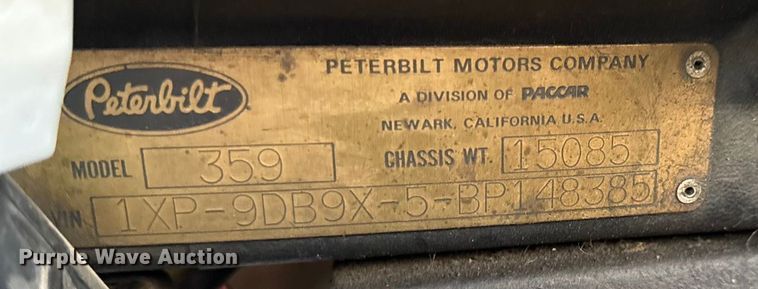 Peterbilt
PETERBILT MOTORS COMPANY
A DIVISION OF PACCAR
NEWARK, CALIFORNIA U.S.A.
MODEL 359 CHASSIS WT. 15085
VIN 1XP-9DB9X-5-BP148385
Purple Wave Auction